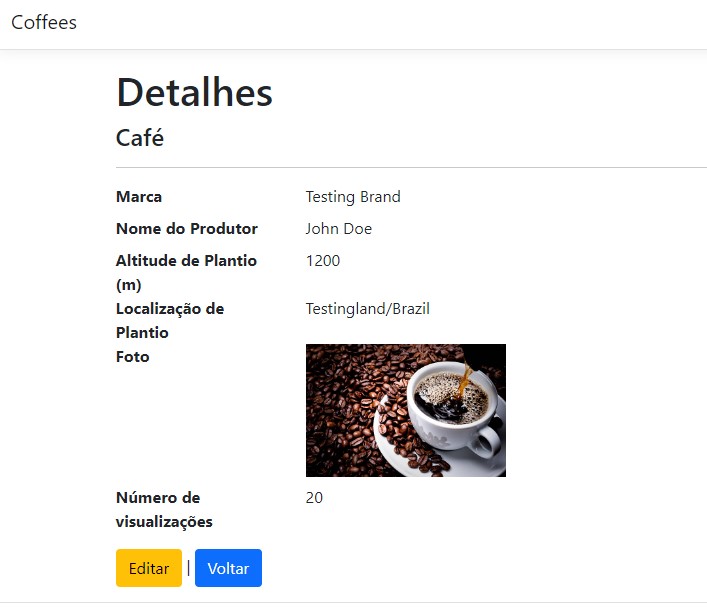 Coffees
Detalhes
Café
Marca Testing Brand
Nome do Produtor John Doe
Altitude de Plantio 1200
(m)
Localização de Testingland/Brazil
Plantio
Foto
Número de 20
visualizações
Editar | Voltar